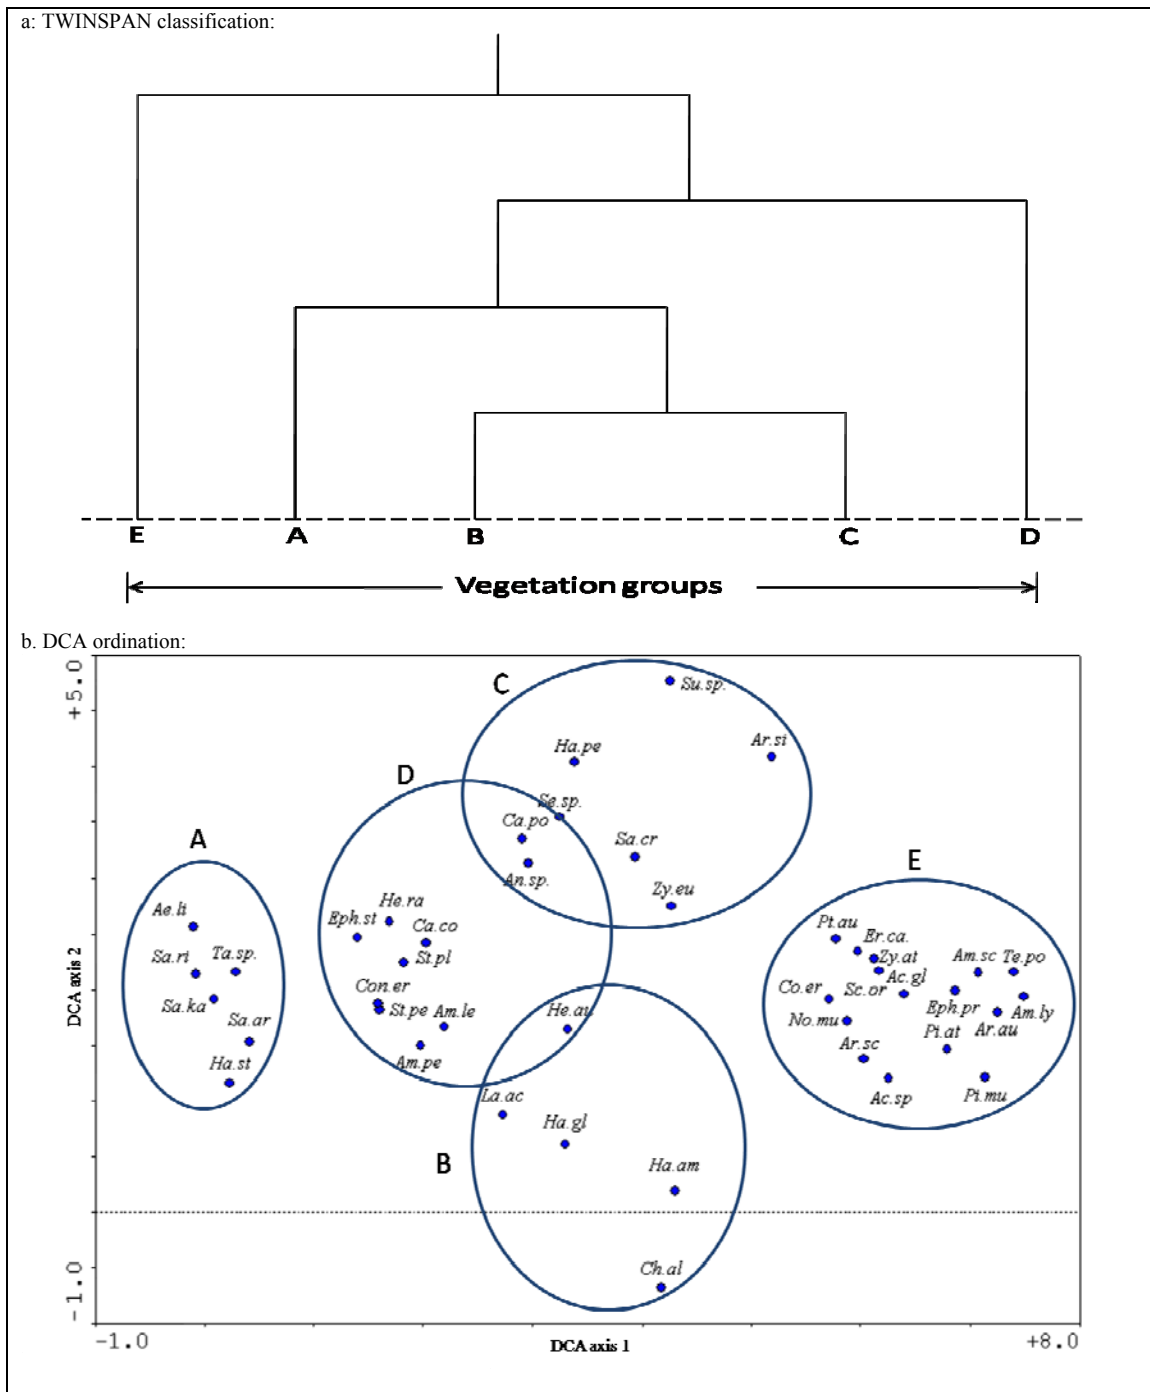 a: TWINSPAN classification:
E A B C D
Vegetation groups
b. DCA ordination:
+5.0
C
Su.sp.
Ha.pe
Ar.si
D
Se.sp.
Ca.po
Sa.cr
A
An.sp.
Zy.eu
E
Ae.li
He.ra
Eph.st
Ca.co
Pt.au
Er.ca.
Sa.ri
Ta.sp.
St.pl
Zy.at
Am.sc Te.po
Ac.gl
Sa.ka
Con.er
Co.er
Sc.or
Eph.pr
Am.ly
Sa.ar
St.pe Am.le
He.au
No.mu
Pi.at
Ar.au
Ha.st
Am.pe
Ar.sc
La.ac
Ac.sp
Pi.mu
Ha.gl
B
Ha.am
Ch.al
DCA axis 2
-1.0
-1.0
DCA axis 1
+8.0